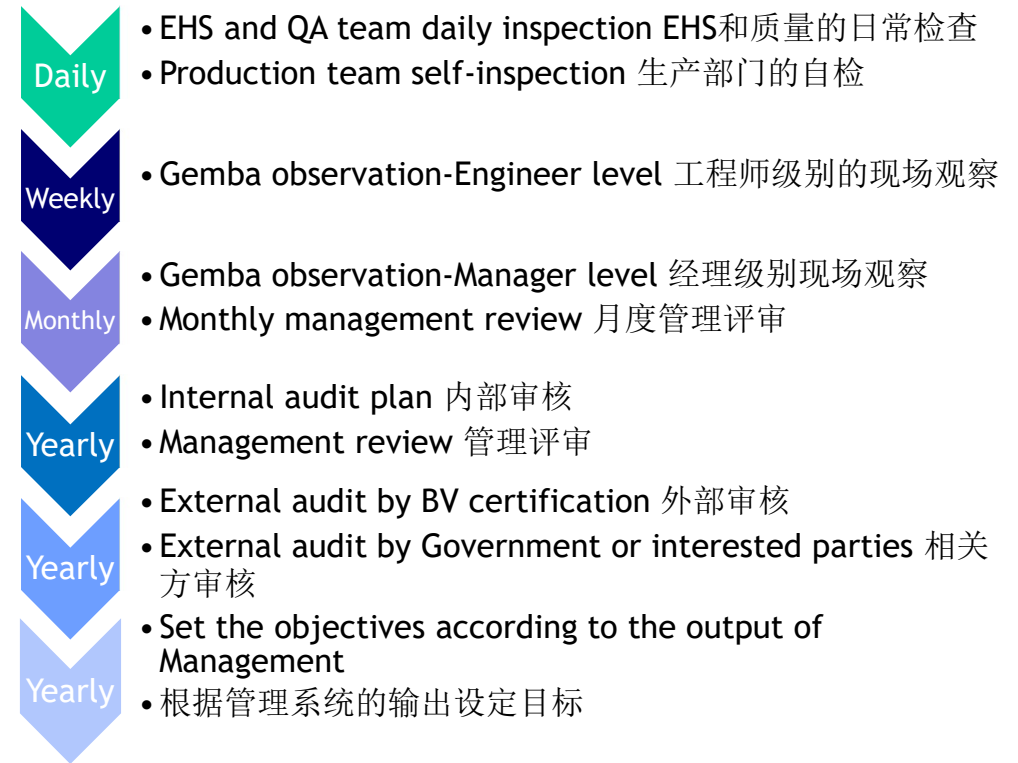 Daily
• EHS and QA team daily inspection EHS和质量的日常检查
• Production team self-inspection 生产部门的自检
Weekly
• Gemba observation-Engineer level 工程师级别的现场观察
Monthly
• Gemba observation-Manager level 经理级别现场观察
• Monthly management review 月度管理评审
Yearly
• Internal audit plan 内部审核
• Management review 管理评审
Yearly
• External audit by BV certification 外部审核
• External audit by Government or interested parties 相关
方审核
Yearly
• Set the objectives according to the output of
Management
• 根据管理系统的输出设定目标